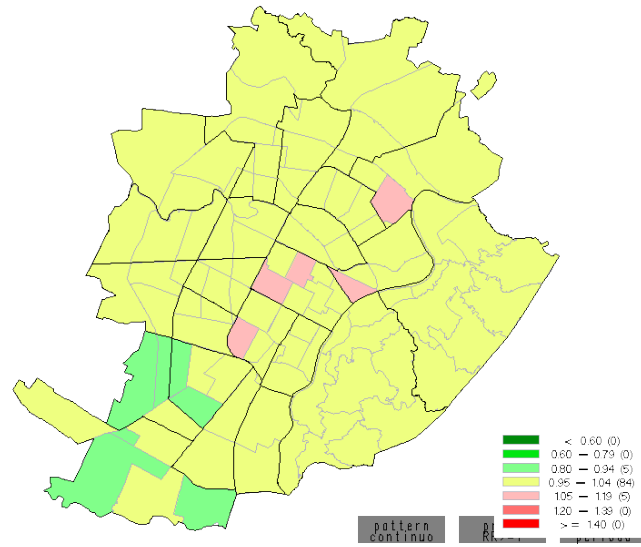 < 0.60 (0)
0.60 – 0.79 (0)
0.80 – 0.94 (5)
0.95 – 1.04 (84)
1.05 – 1.19 (5)
1.20 – 1.39 (0)
> = 1.40 (0)
pattern
continuo